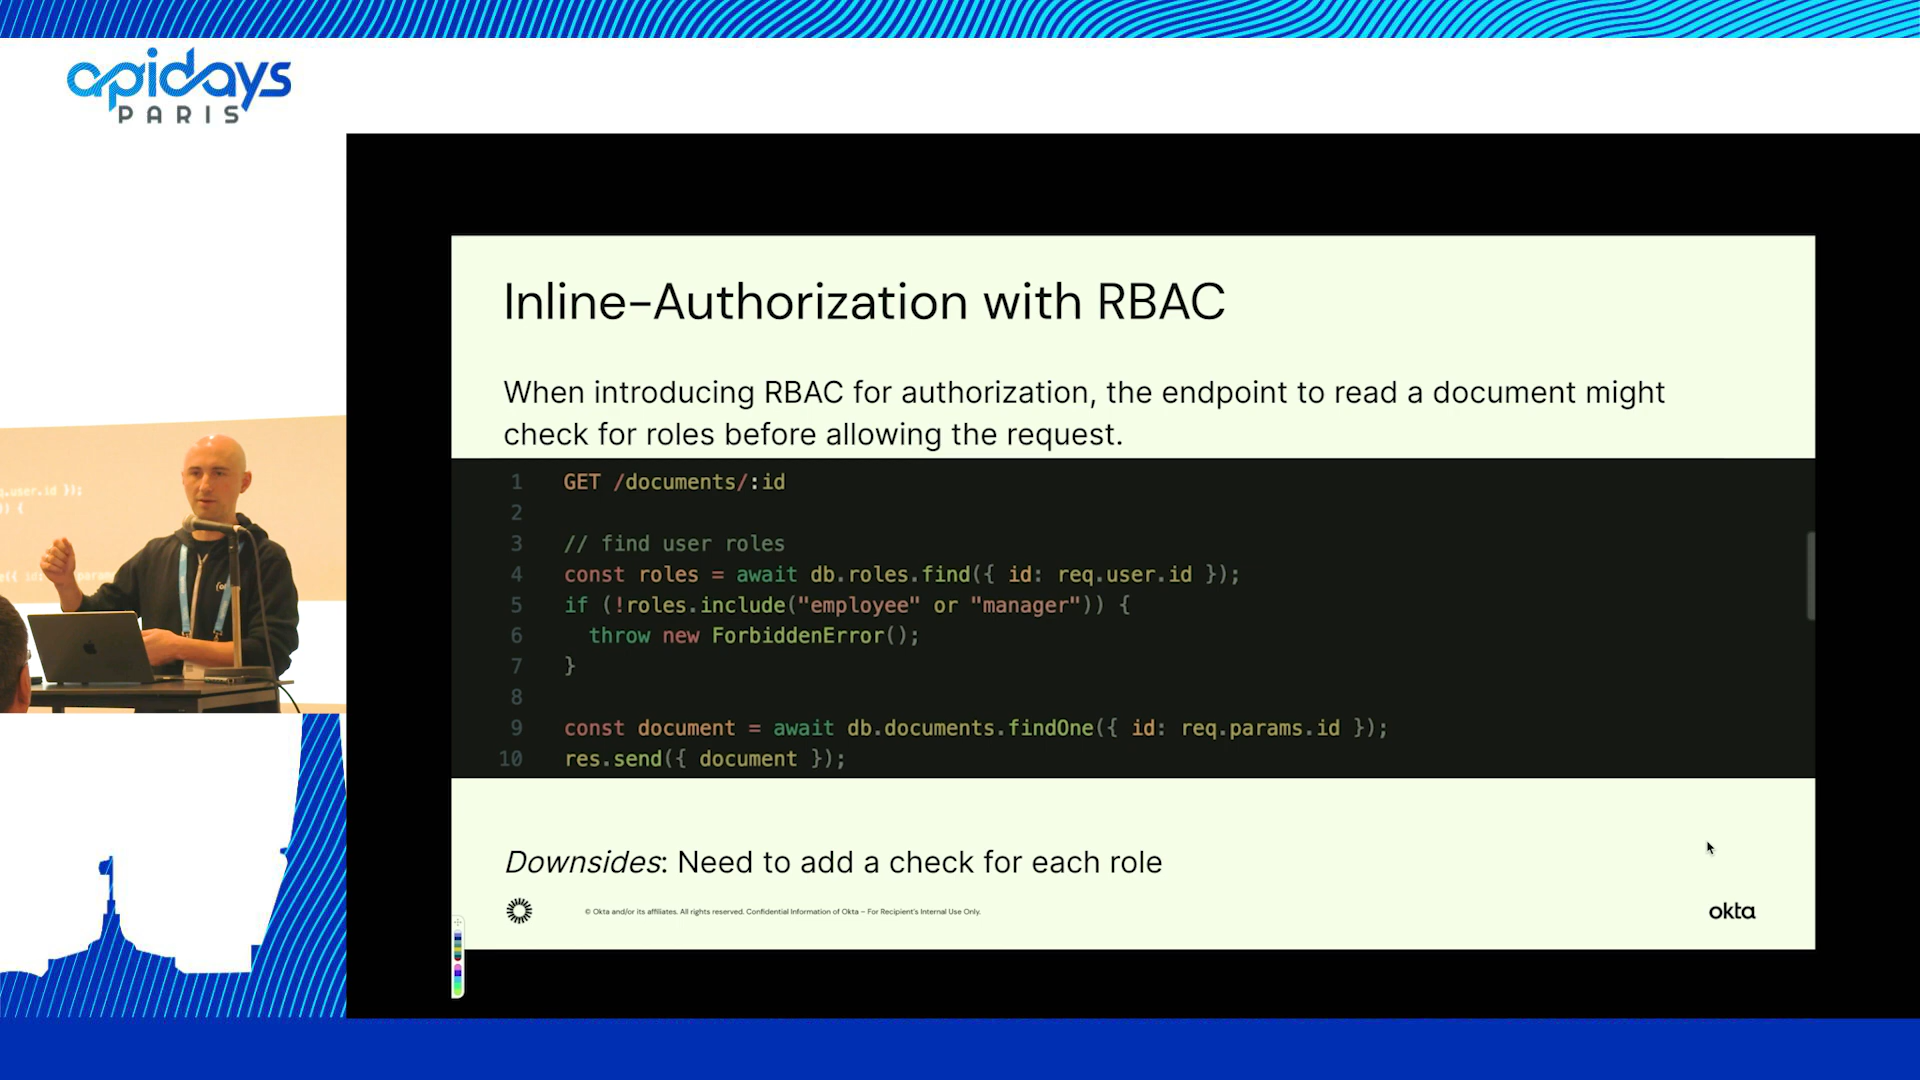 apidays
PARIS
Inline-Authorization with RBAC
When introducing RBAC for authorization, the endpoint to read a document might
check for roles before allowing the request.
1 GET /documents/:id
2
3 // find user roles
4 const roles = await db.roles.find({ id: req.user.id });
5 if (!roles.include("employee" or "manager")) {
6 throw new ForbiddenError();
7 }
8
9 const document = await db.documents.findOne({ id: req.params.id });
10 res.send({ document });
Downsides: Need to add a check for each role
© Okta and/or its affiliates. All rights reserved. Confidential Information of Okta – For Recipient's Internal Use Only.
okta
.user.id });
) {